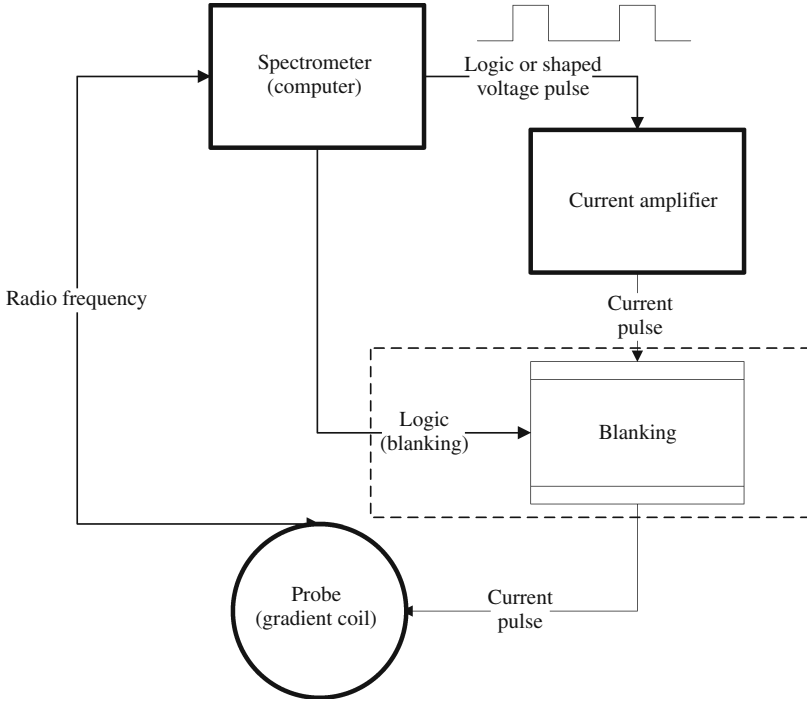 Spectrometer
(computer)
Logic or shaped
voltage pulse
Current amplifier
Radio frequency
Current
pulse
Logic
(blanking)
Blanking
Probe
(gradient coil)
Current
pulse